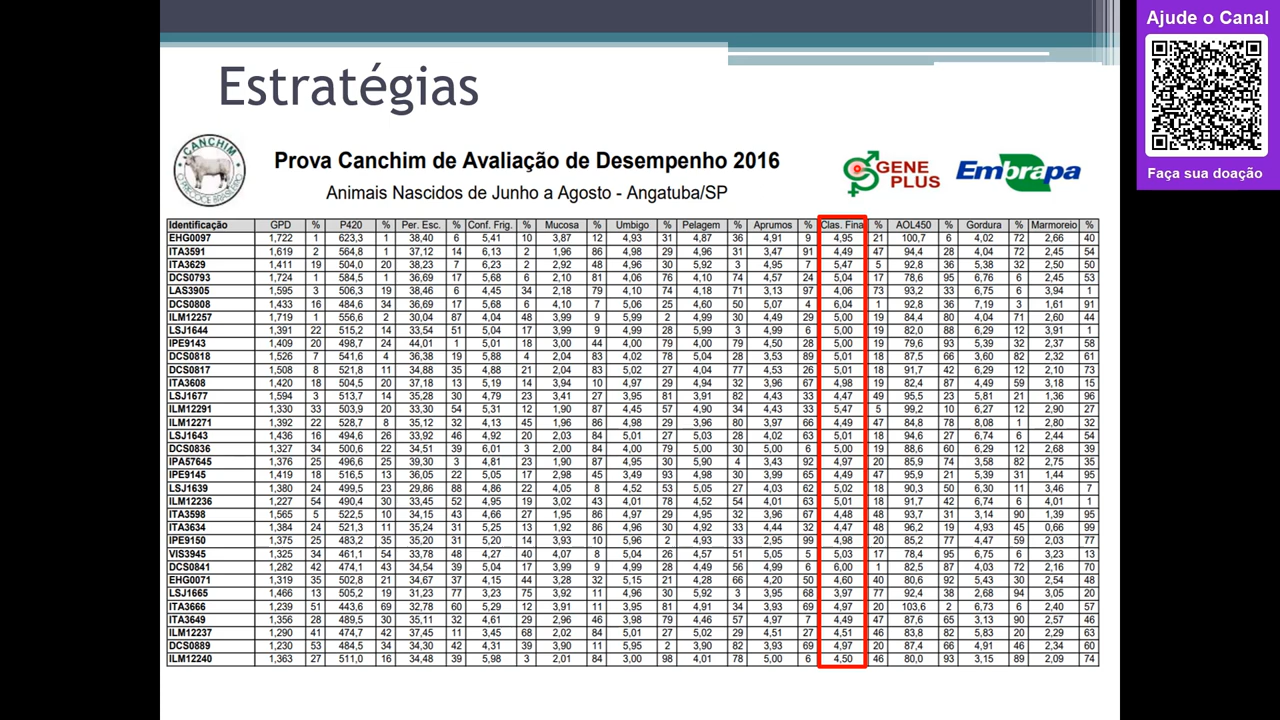 Ajude o Canal
Faça sua doação
Estratégias
CANCHIM
Prova Canchim de Avaliação de Desempenho 2016
Animais Nascidos de Junho a Agosto - Angatuba/SP
GENE PLUS
Embrapa
Identificação GPD % P420 % Per. Esc. % Conf. Frig. % Mucosa % Umbigo % Pelagem % Aprumos % Clas. Final % AOL450 % Gordura % Marmoreio %
EHG0097 1,722 1 623,3 1 38,40 6 5,41 10 3,87 12 4,93 31 4,87 36 4,91 9 4,95 21 100,7 6 4,02 72 2,66 40
ITA3591 1,619 2 564,8 1 37,12 14 6,13 2 1,96 86 4,98 29 4,96 31 3,47 91 4,49 47 94,4 28 4,04 72 2,45 54
ITA3629 1,411 19 504,0 20 38,23 7 6,23 2 2,92 48 4,96 30 5,92 3 4,95 7 5,47 5 92,8 36 5,38 32 2,50 50
DCS0793 1,724 1 584,5 1 36,69 17 5,68 6 2,10 81 4,06 76 4,10 74 4,57 24 5,04 17 78,6 95 6,76 6 2,45 53
LAS3905 1,595 3 506,3 19 38,46 6 4,45 34 2,18 79 4,10 74 4,18 71 3,13 97 4,06 73 93,2 33 6,75 6 3,94 1
DCS0808 1,433 16 484,6 34 36,69 17 5,68 6 4,10 7 5,06 25 4,60 50 5,07 4 6,04 1 92,8 36 7,19 3 1,61 91
ILM12257 1,719 1 556,6 2 30,04 87 4,04 48 3,99 9 5,99 2 4,99 30 4,49 29 5,00 19 84,4 80 4,04 71 2,60 44
LSJ1644 1,391 22 515,2 14 33,54 51 5,04 17 3,99 9 4,99 28 5,99 3 4,99 6 5,00 19 82,0 88 6,29 12 3,91 1
IPE9143 1,409 20 498,7 24 44,01 1 5,01 18 3,00 44 4,00 79 4,00 79 4,50 28 5,00 19 79,6 93 5,39 32 2,37 58
DCS0818 1,526 7 541,6 4 36,38 19 5,88 4 2,04 83 4,02 78 5,04 28 3,53 89 5,01 18 87,5 66 3,60 82 2,32 61
DCS0817 1,508 8 521,8 11 34,88 35 4,88 21 2,04 83 5,02 27 4,04 77 4,53 26 5,01 18 91,7 42 6,29 12 2,10 73
ITA3608 1,420 18 504,5 20 37,18 13 5,19 14 3,94 10 4,97 29 4,94 32 3,96 67 4,98 19 82,4 87 4,49 59 3,18 15
LSJ1677 1,594 3 513,7 14 35,28 30 4,79 23 3,41 27 3,95 81 3,91 82 4,43 33 4,47 49 95,5 23 5,81 21 1,36 96
ILM12291 1,330 33 503,9 20 33,30 54 5,31 12 1,90 87 4,45 57 4,90 34 4,43 33 5,47 5 99,2 10 6,27 12 2,90 27
ILM12271 1,392 22 528,7 8 35,12 32 4,13 45 1,96 86 4,98 29 3,96 80 3,97 66 4,49 47 84,8 78 8,08 1 2,80 32
LSJ1643 1,436 16 494,6 26 33,92 46 4,92 20 2,03 84 5,01 27 5,03 28 4,02 63 5,01 18 94,6 27 6,74 6 2,44 54
DCS0836 1,327 34 500,6 22 34,51 39 6,01 3 2,00 84 4,00 79 5,00 30 5,00 6 5,00 19 88,6 60 6,29 12 2,68 39
IPA57645 1,376 25 496,6 25 39,30 3 4,81 23 1,90 87 4,95 30 5,90 4 3,43 92 4,97 20 85,9 74 3,58 82 2,75 35
IPE9145 1,419 18 516,5 13 36,05 22 5,05 17 2,98 45 3,49 93 4,98 30 3,99 65 4,49 47 95,9 21 5,39 31 1,44 95
LSJ1639 1,380 24 499,5 23 29,86 88 4,86 22 4,05 8 4,52 53 5,05 27 4,03 62 5,02 18 90,3 50 6,30 11 3,46 7
ILM12236 1,227 54 490,4 30 33,45 52 4,95 19 3,02 43 4,01 78 4,52 54 4,01 63 5,01 18 91,7 42 6,74 6 4,01 1
ITA3598 1,565 5 522,5 10 34,15 43 4,66 27 1,95 86 4,97 29 4,95 32 3,96 67 4,48 48 93,7 31 3,14 90 1,39 95
ITA3634 1,384 24 521,3 11 35,24 31 5,25 13 1,92 86 4,96 30 4,92 33 4,44 32 4,47 48 96,2 19 4,93 45 0,66 99
IPE9150 1,375 25 483,2 35 35,20 31 5,20 14 3,93 10 5,96 2 4,93 33 2,95 99 4,98 20 85,2 77 4,47 59 2,03 77
VIS3945 1,325 34 461,1 54 33,78 48 4,27 40 4,07 8 5,04 26 4,57 51 5,05 5 5,03 17 78,4 95 6,75 6 3,23 13
DCS0841 1,282 42 474,1 43 34,54 39 5,04 17 3,99 9 4,99 28 4,49 56 4,99 6 6,00 1 82,5 87 4,03 72 2,16 70
EHG0071 1,319 35 502,8 21 34,67 37 4,15 44 3,28 32 5,15 21 4,28 66 4,20 50 4,60 40 80,6 92 5,43 30 2,54 48
LSJ1665 1,466 13 505,2 19 31,23 77 3,23 75 3,92 11 4,96 30 5,92 3 3,95 68 3,97 77 92,4 38 2,68 94 3,05 20
ITA3666 1,239 51 443,6 69 32,78 60 5,29 12 3,91 11 3,95 81 4,91 34 3,93 69 4,97 20 103,6 2 6,73 6 2,40 57
ITA3649 1,356 28 489,5 30 35,11 32 4,61 29 2,96 46 3,98 79 4,46 57 4,97 7 4,49 47 87,6 65 3,13 90 2,57 46
ILM12237 1,290 41 474,7 42 37,45 11 3,45 68 2,02 84 5,01 27 5,02 29 4,51 27 4,51 46 83,8 82 5,83 20 2,29 63
DCS0889 1,230 53 484,5 34 34,30 42 4,31 39 3,90 11 5,95 2 3,90 82 3,93 69 4,97 20 87,4 66 4,91 46 2,34 60
ILM12240 1,363 27 511,0 16 34,48 39 5,98 3 2,01 84 3,00 98 4,01 78 5,00 6 4,50 46 80,0 93 3,15 89 2,09 74